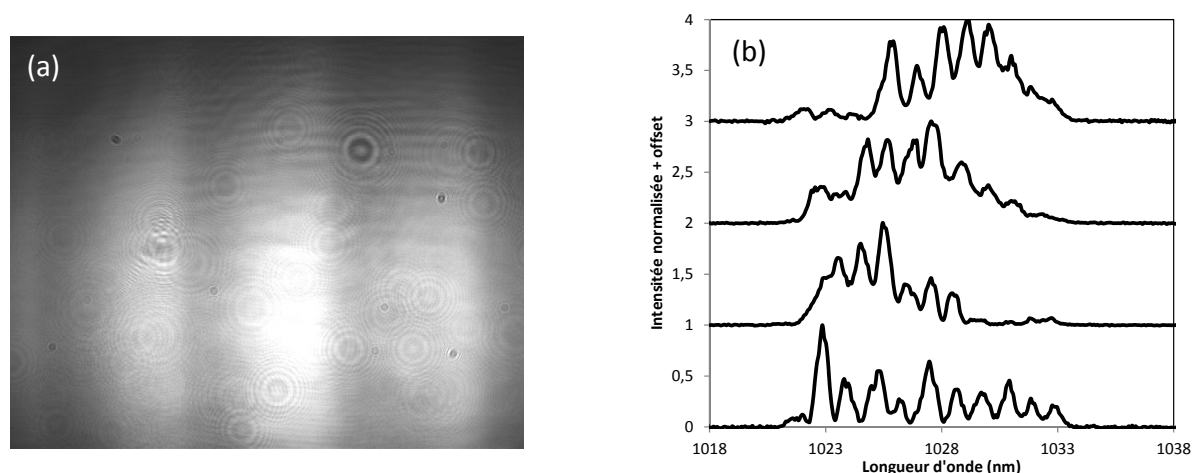 (a)
(b)
Intensitée normalisée + offset
4
3,5
3
2,5
2
1,5
1
0,5
0
1018 1023 1028 1033 1038
Longueur d'onde (nm)